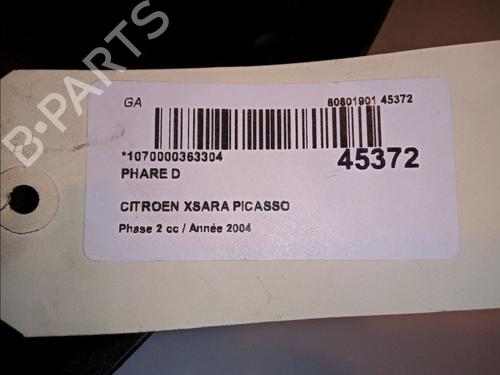 GA 80801901 45372
*1070000363304 45372
PHARE D
CITROEN XSARA PICASSO
Phase 2 cc / Année 2004
B-PARTS